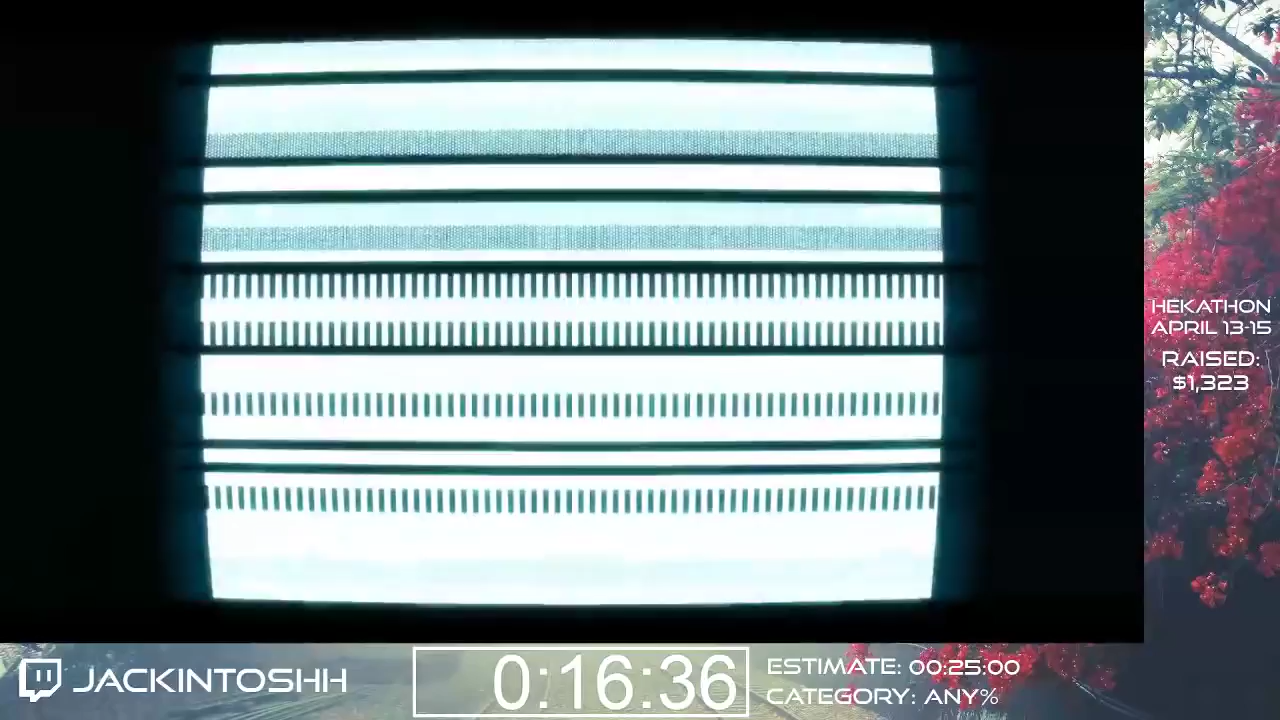 HEKATHON
APRIL 13-15
RAISED:
$1,323
JACKINTOSHH
0:16:36
ESTIMATE: 00:25:00
CATEGORY: ANY%